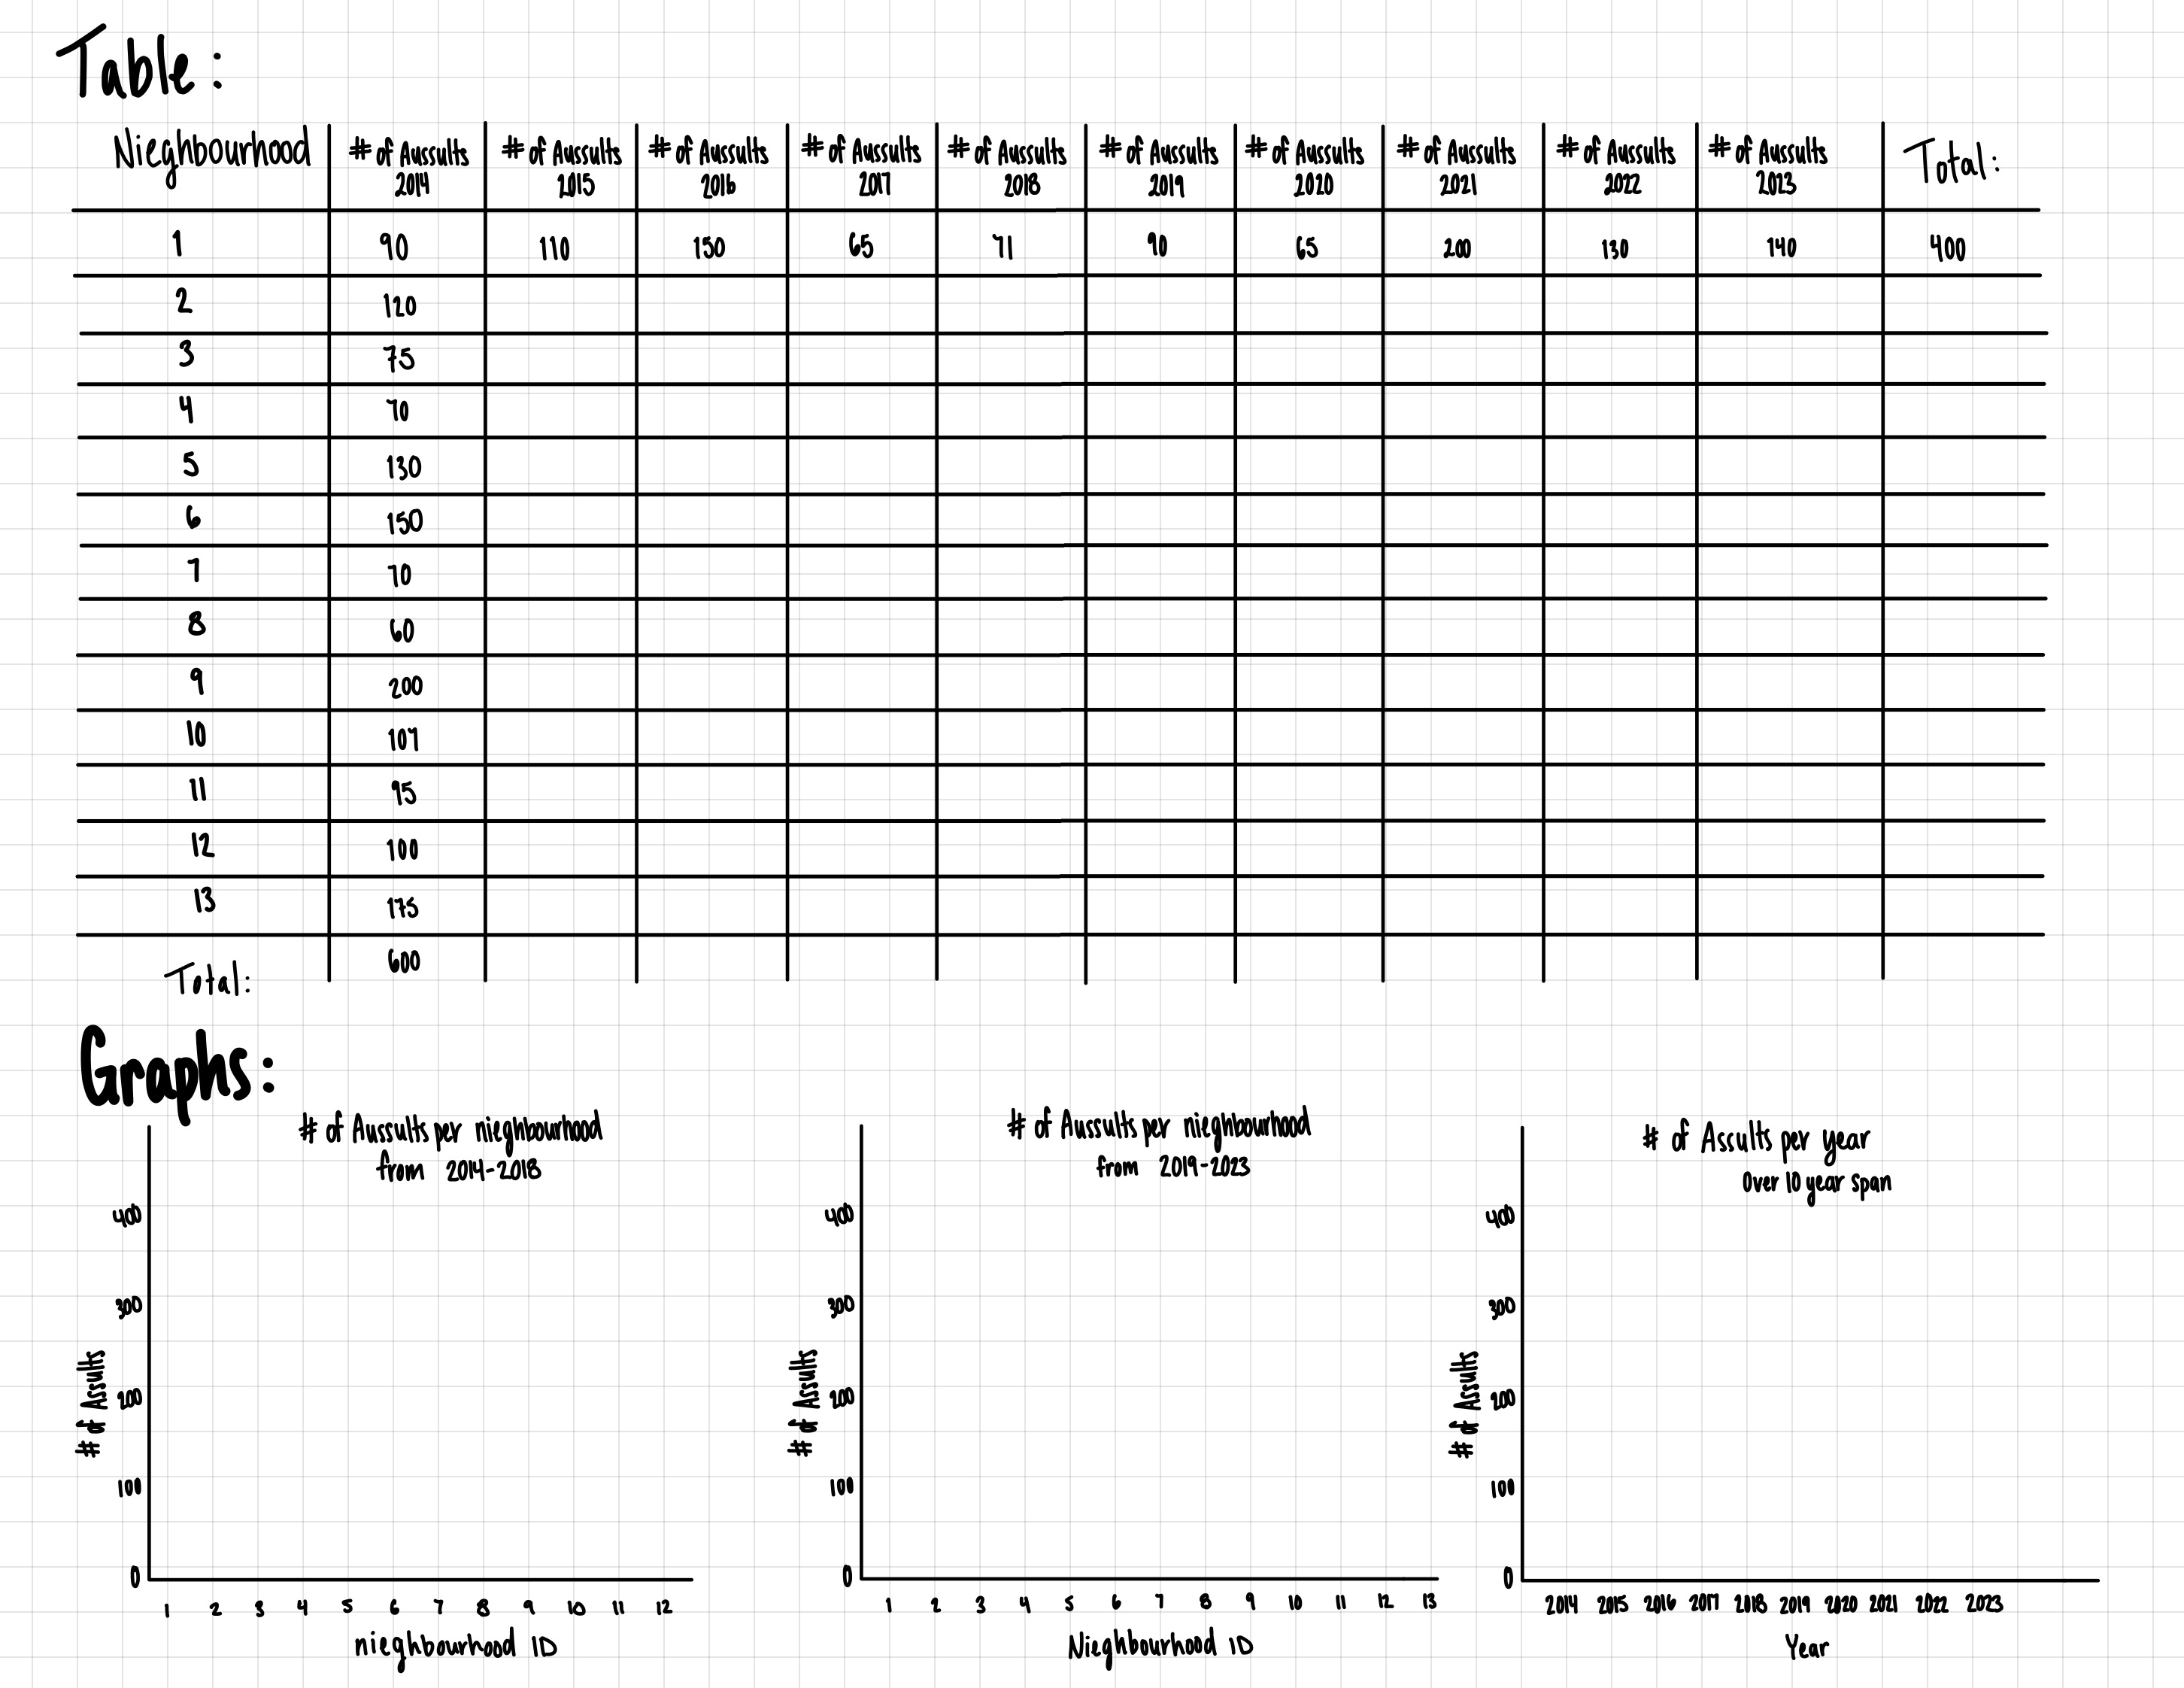 Table:
Nieghbourhood # of Aussults 2014 # of Aussults 2015 # of Aussults 2016 # of Aussults 2017 # of Aussults 2018 # of Aussults 2019 # of Aussults 2020 # of Aussults 2021 # of Aussults 2022 # of Aussults 2023 Total:
1 90 110 150 65 71 90 65 200 130 140 400
2 120
3 75
4 70
5 130
6 150
7 70
8 60
9 200
10 107
11 95
12 100
13 175
Total: 600
Graphs:
# of Aussults per nieghbourhood
from 2014-2018
400
300
200
100
0
# of Assults
1 2 3 4 5 6 7 8 9 10 11 12
nieghbourhood ID
# of Aussults per nieghbourhood
from 2019-2023
400
300
200
100
0
# of Assults
1 2 3 4 5 6 7 8 9 10 11 12 13
Nieghbourhood ID
# of Assults per year
Over 10 year span
400
300
200
100
0
# of Assults
2014 2015 2016 2017 2018 2019 2020 2021 2022 2023
Year